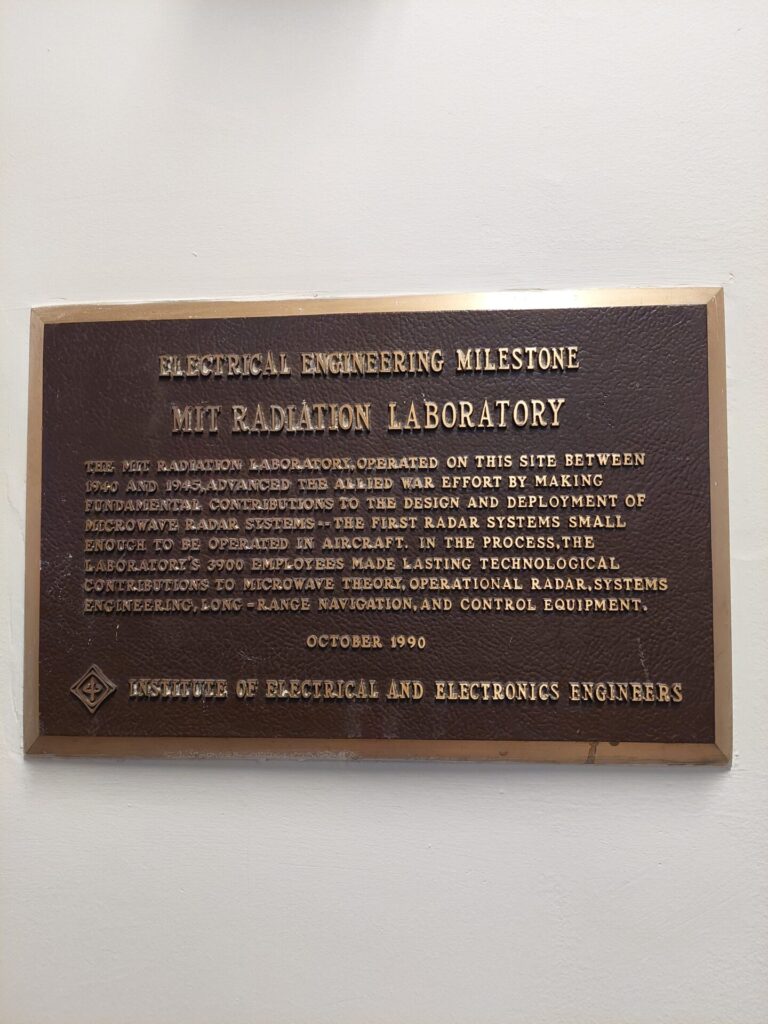 ELECTRICAL ENGINEERING MILESTONE
MIT RADIATION LABORATORY
THE MIT RADIATION LABORATORY, OPERATED ON THIS SITE BETWEEN
1940 AND 1945, ADVANCED THE ALLIED WAR EFFORT BY MAKING
FUNDAMENTAL CONTRIBUTIONS TO THE DESIGN AND DEPLOYMENT OF
MICROWAVE RADAR SYSTEMS -- THE FIRST RADAR SYSTEMS SMALL
ENOUGH TO BE OPERATED IN AIRCRAFT. IN THE PROCESS, THE
LABORATORY'S 3900 EMPLOYEES MADE LASTING TECHNOLOGICAL
CONTRIBUTIONS TO MICROWAVE THEORY, OPERATIONAL RADAR, SYSTEMS
ENGINEERING, LONG-RANGE NAVIGATION, AND CONTROL EQUIPMENT.
OCTOBER 1990
INSTITUTE OF ELECTRICAL AND ELECTRONICS ENGINEERS